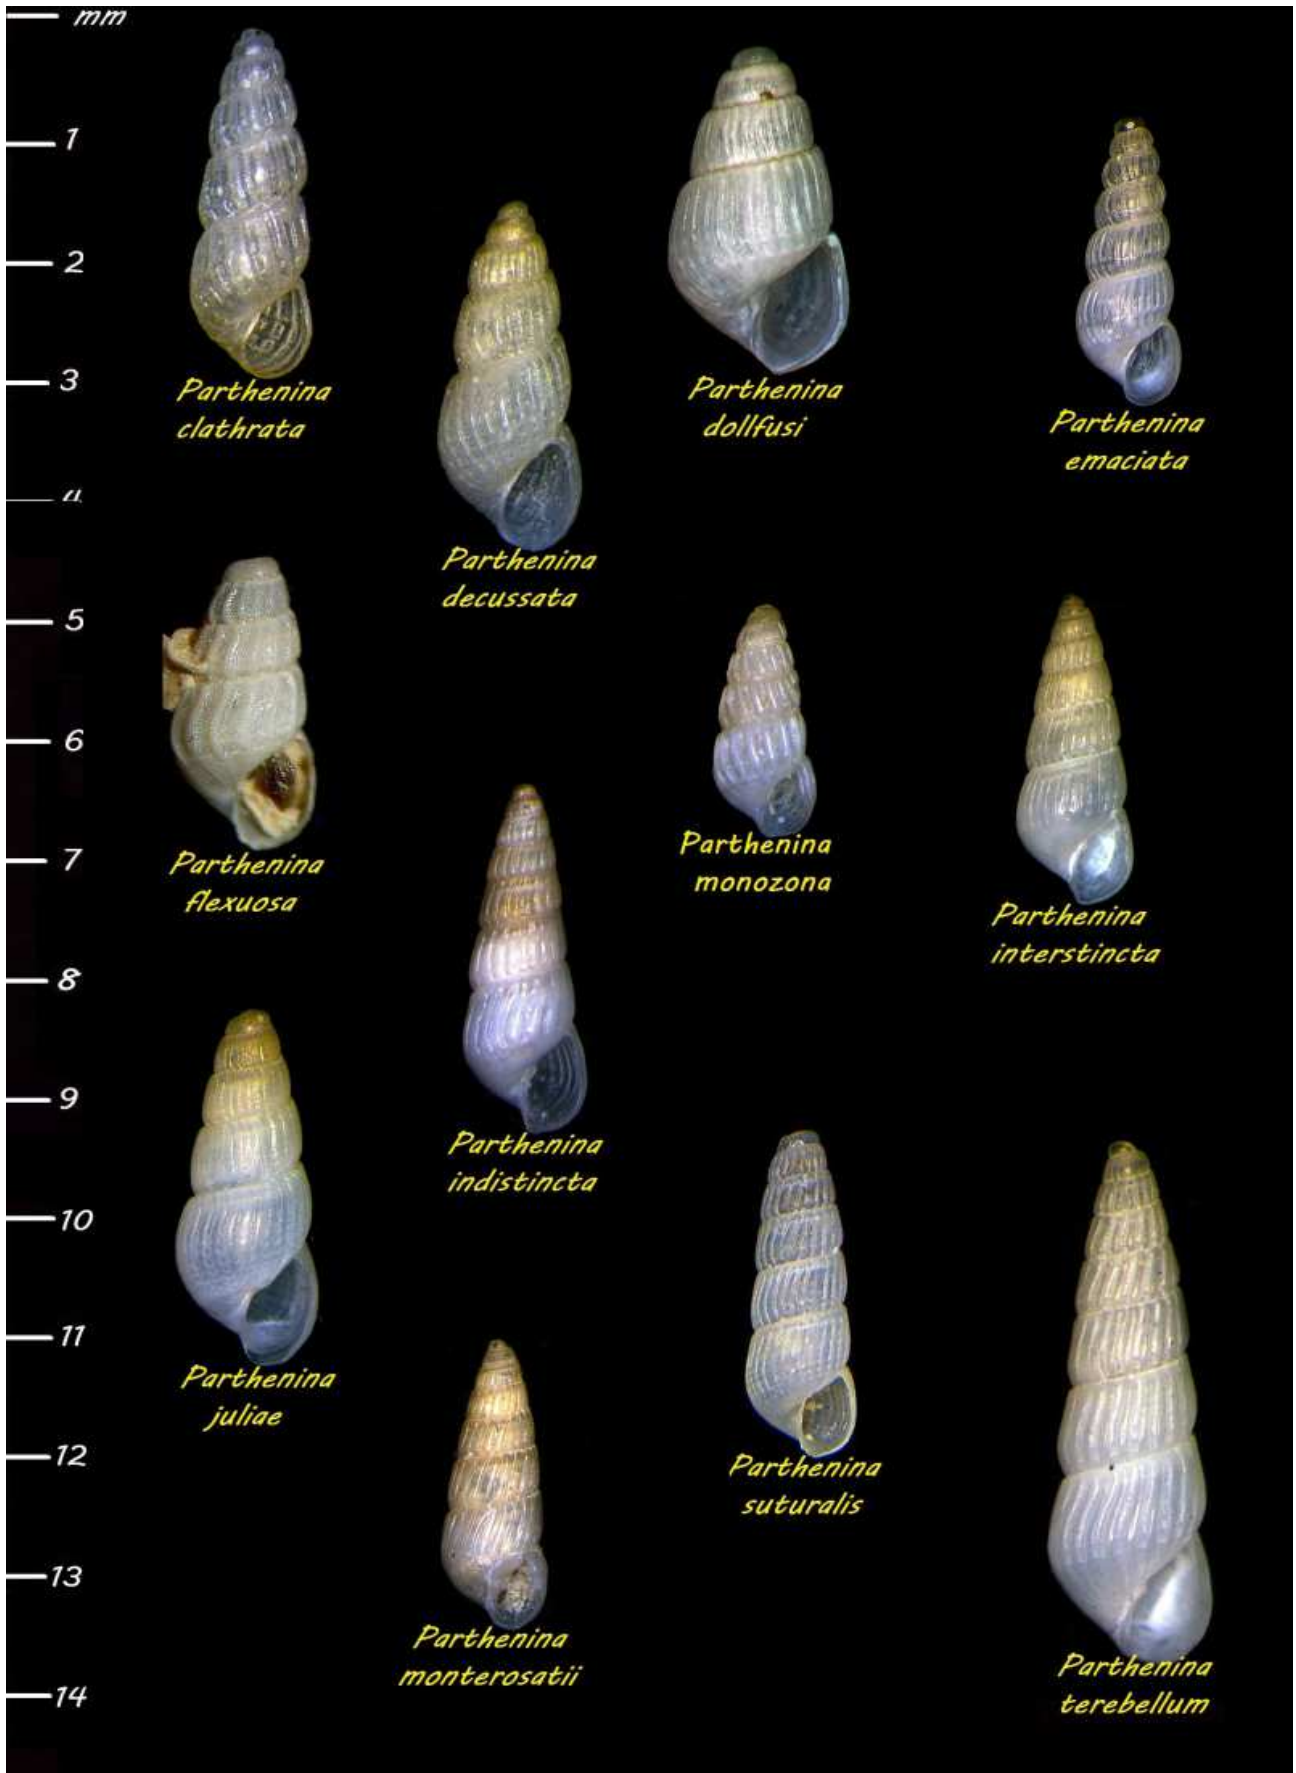 mm
1
2
3
4
5
6
7
8
9
10
11
12
13
14
Parthenina
clathrata
Parthenina
decussata
Parthenina
dollfusi
Parthenina
emaciata
Parthenina
flexuosa
Parthenina
indistincta
Parthenina
monozona
Parthenina
interstincta
Parthenina
juliae
Parthenina
monterosatii
Parthenina
suturalis
Parthenina
terebellum